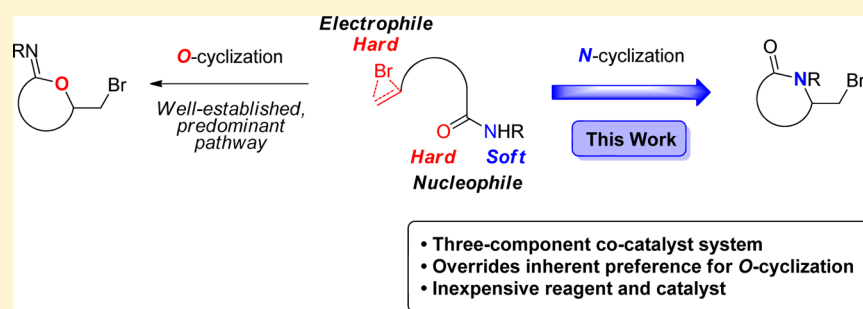 Electrophile
Hard
RN
O
Br
O-cyclization
Well-established,
predominant
pathway
Br
O
NHR
Hard Soft
Nucleophile
N-cyclization
This Work
O
NR
Br
• Three-component co-catalyst system
• Overrides inherent preference for O-cyclization
• Inexpensive reagent and catalyst